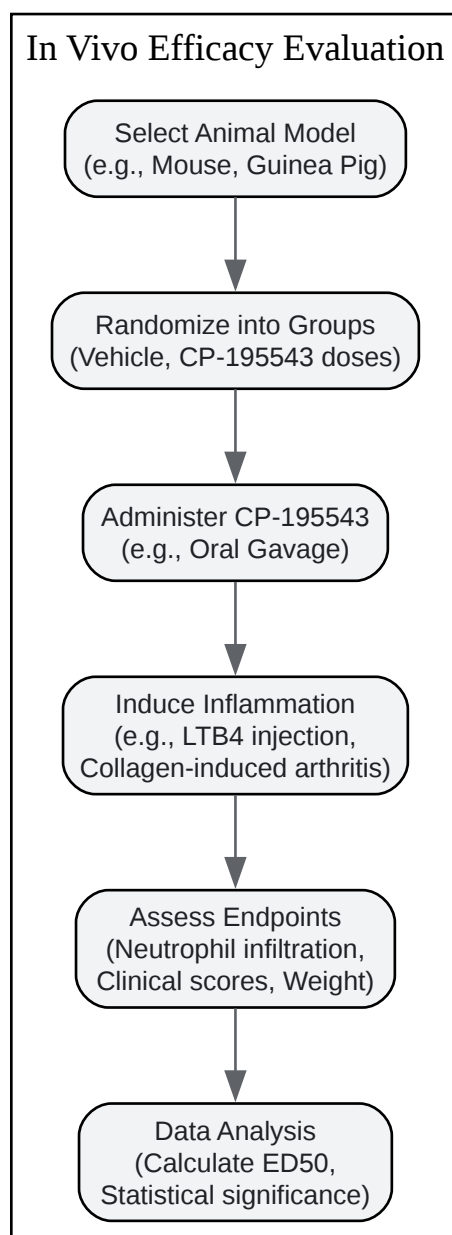 In Vivo Efficacy Evaluation
Select Animal Model
(e.g., Mouse, Guinea Pig)
Randomize into Groups
(Vehicle, CP-195543 doses)
Administer CP-195543
(e.g., Oral Gavage)
Induce Inflammation
(e.g., LTB4 injection,
Collagen-induced arthritis)
Assess Endpoints
(Neutrophil infiltration,
Clinical scores, Weight)
Data Analysis
(Calculate ED50,
Statistical significance)